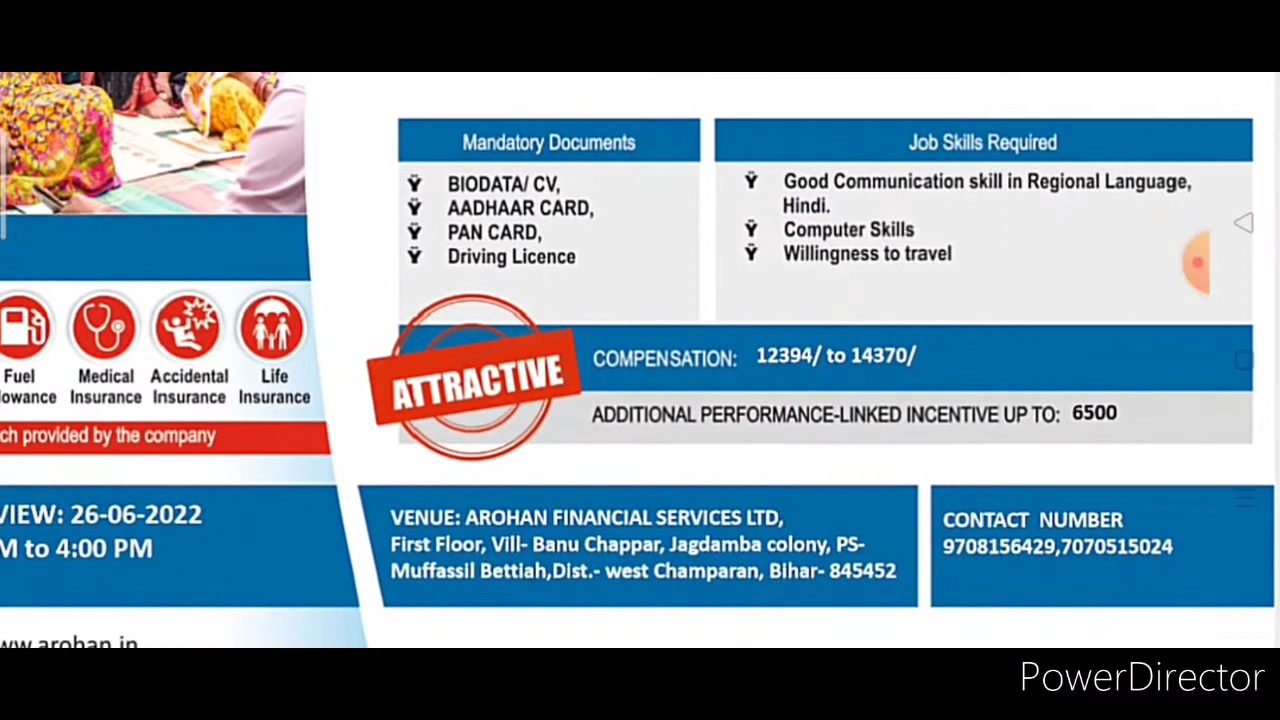 Mandatory Documents
Ÿ BIODATA/ CV,
Ÿ AADHAAR CARD,
Ÿ PAN CARD,
Ÿ Driving Licence
Job Skills Required
Ÿ Good Communication skill in Regional Language,
Hindi.
Ÿ Computer Skills
Ÿ Willingness to travel
Fuel
lowance
Medical
Insurance
Accidental
Insurance
Life
Insurance
ch provided by the company
ATTRACTIVE
COMPENSATION: 12394/ to 14370/
ADDITIONAL PERFORMANCE-LINKED INCENTIVE UP TO: 6500
VIEW: 26-06-2022
M to 4:00 PM
VENUE: AROHAN FINANCIAL SERVICES LTD,
First Floor, Vill- Banu Chappar, Jagdamba colony, PS-
Muffassil Bettiah,Dist.- west Champaran, Bihar- 845452
CONTACT NUMBER
9708156429,7070515024
ww.arohan.in
PowerDirector